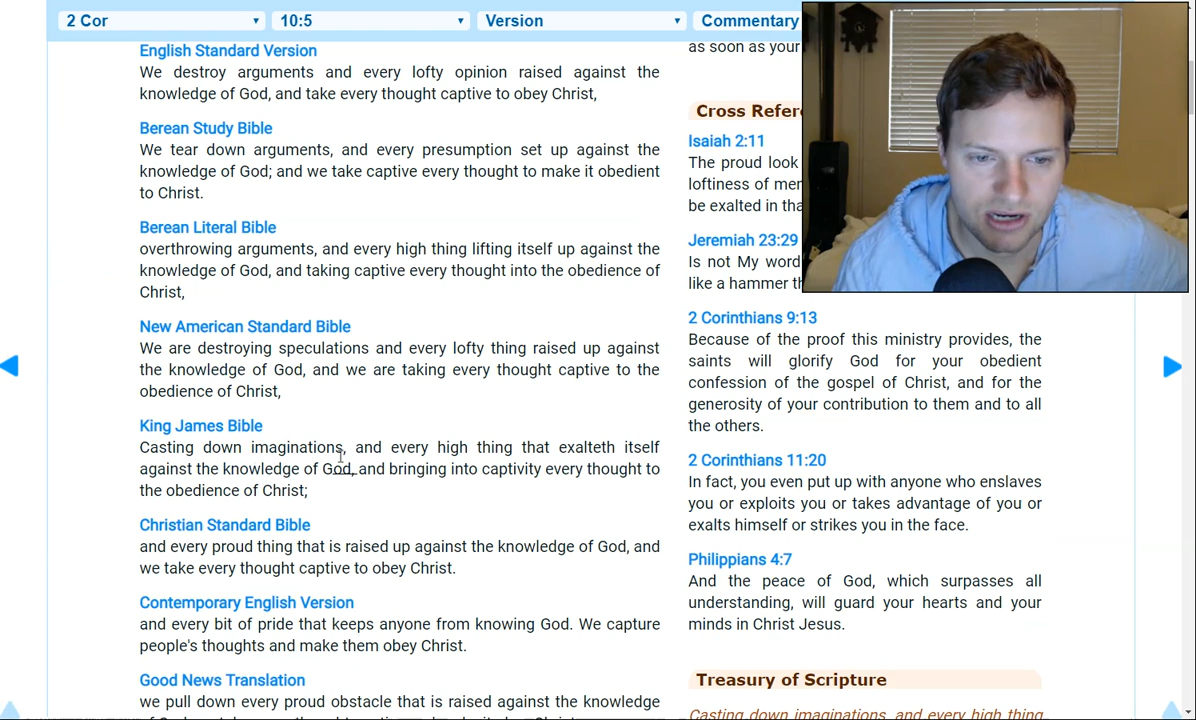 2 Cor
10:5
Version
Commentary
English Standard Version
We destroy arguments and every lofty opinion raised against the
knowledge of God, and take every thought captive to obey Christ,
Berean Study Bible
We tear down arguments, and every presumption set up against the
knowledge of God; and we take captive every thought to make it obedient
to Christ.
Berean Literal Bible
overthrowing arguments, and every high thing lifting itself up against the
knowledge of God, and taking captive every thought into the obedience of
Christ,
New American Standard Bible
We are destroying speculations and every lofty thing raised up against
the knowledge of God, and we are taking every thought captive to the
obedience of Christ,
King James Bible
Casting down imaginations, and every high thing that exalteth itself
against the knowledge of God, and bringing into captivity every thought to
the obedience of Christ;
Christian Standard Bible
and every proud thing that is raised up against the knowledge of God, and
we take every thought captive to obey Christ.
Contemporary English Version
and every bit of pride that keeps anyone from knowing God. We capture
people's thoughts and make them obey Christ.
Good News Translation
we pull down every proud obstacle that is raised against the knowledge
as soon as your
Cross Refer
Isaiah 2:11
The proud look
loftiness of mer
be exalted in tha
Jeremiah 23:29
Is not My word
like a hammer th
2 Corinthians 9:13
Because of the proof this ministry provides, the
saints will glorify God for your obedient
confession of the gospel of Christ, and for the
generosity of your contribution to them and to all
the others.
2 Corinthians 11:20
In fact, you even put up with anyone who enslaves
you or exploits you or takes advantage of you or
exalts himself or strikes you in the face.
Philippians 4:7
And the peace of God, which surpasses all
understanding, will guard your hearts and your
minds in Christ Jesus.
Treasury of Scripture
Casting down imaginations, and every high thing